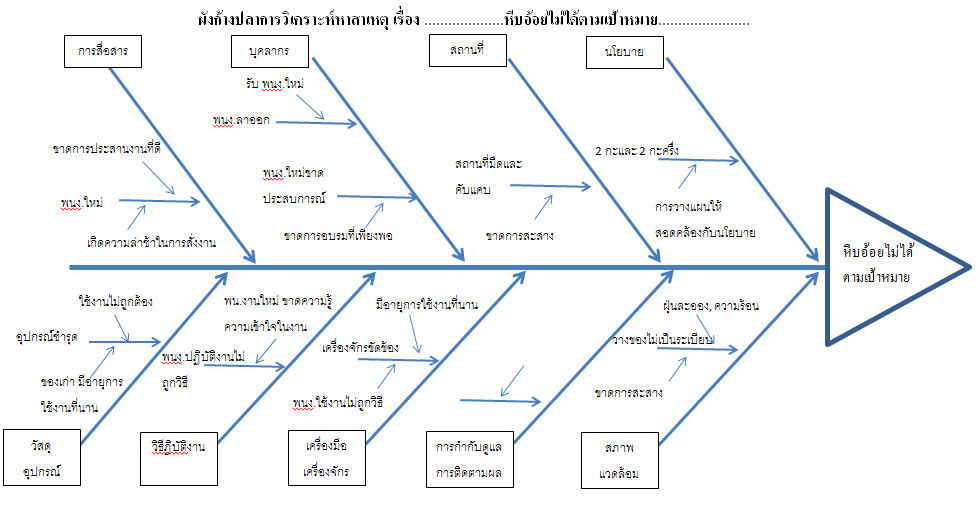 ผังก้างปลาการวิเคราะห์หาสาเหตุ เรื่อง ......................หีบอ้อยไม่ได้ตามเป้าหมาย.........................
การสื่อสาร
บุคลากร
สถานที่
นโยบาย
รับ พนง.ใหม่
พนง.ลาออก
ขาดการประสานงานที่ดี
พนง.ใหม่
เกิดความล่าช้าในการสั่งงาน
พนง.ใหม่ขาด
ประสบการณ์
ขาดการอบรมที่เพียงพอ
สถานที่มืดและ
คับแคบ
ขาดการสะสาง
2 กะและ 2 กะครึ่ง
การวางแผนให้
สอดคล้องกับนโยบาย
หีบอ้อยไม่ได้
ตามเป้าหมาย
ใช้งานไม่ถูกต้อง
อุปกรณ์ชำรุด
ของเก่า มีอายุการ
ใช้งานที่นาน
พน.งานใหม่ ขาดความรู้
ความเข้าใจในงาน
พนง.ปฏิบัติงานไม่
ถูกวิธี
มีอายุการใช้งานที่นาน
เครื่องจักรขัดข้อง
พนง.ใช้งานไม่ถูกวิธี
ฝุ่นละออง, ความร้อน
วางของไม่เป็นระเบียบ
ขาดการสะสาง
วัสดุ
อุปกรณ์
วิธีฏิบัติงาน
เครื่องมือ
เครื่องจักร
การกำกับดูแล
การติดตามผล
สภาพ
แวดล้อม